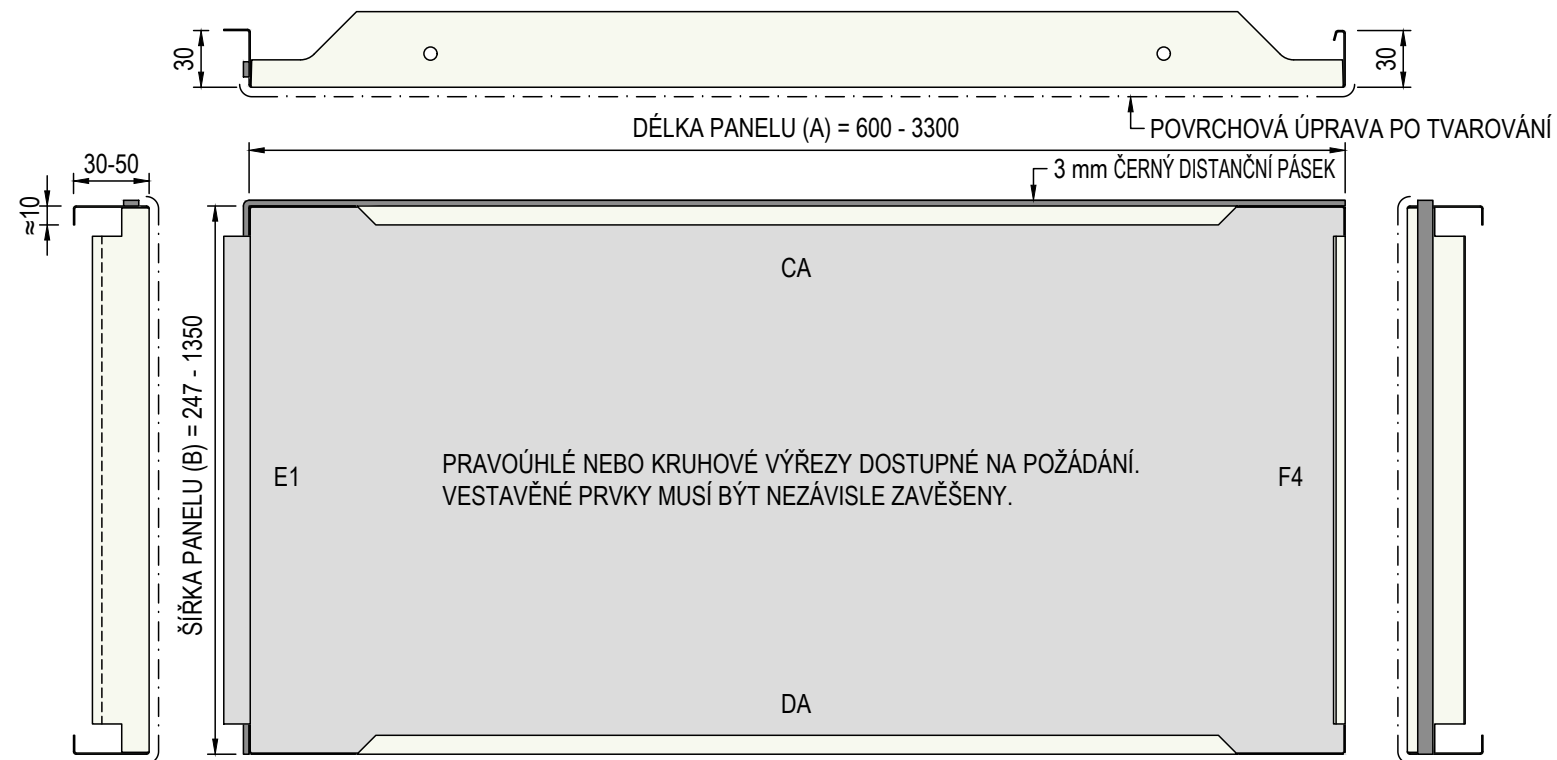 30
30
DÉLKA PANELU (A) = 600 - 3300
POVRCHOVÁ ÚPRAVA PO TVAROVÁNÍ
30-50
3 mm ČERNÝ DISTANČNÍ PÁSEK
≈10
CA
ŠÍŘKA PANELU (B) = 247 - 1350
E1
PRAVOÚHLÉ NEBO KRUHOVÉ VÝŘEZY DOSTUPNÉ NA POŽÁDÁNÍ.
VESTAVĚNÉ PRVKY MUSÍ BÝT NEZÁVISLE ZAVĚŠENY.
F4
DA